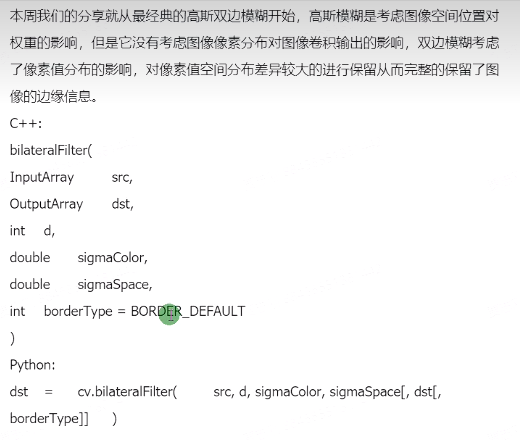 本周我们的分享就从最经典的高斯双边模糊开始，高斯模糊是考虑图像空间位置对
权重的影响，但是它没有考虑图像像素分布对图像卷积输出的影响，双边模糊考虑
了像素值分布的影响，对像素值空间分布差异较大的进行保留从而完整的保留了图
像的边缘信息。
C++:
bilateralFilter(
InputArray src,
OutputArray dst,
int d,
double sigmaColor,
double sigmaSpace,
int borderType = BORDER_DEFAULT
)
Python:
dst = cv.bilateralFilter( src, d, sigmaColor, sigmaSpace[, dst[,
borderType]] )